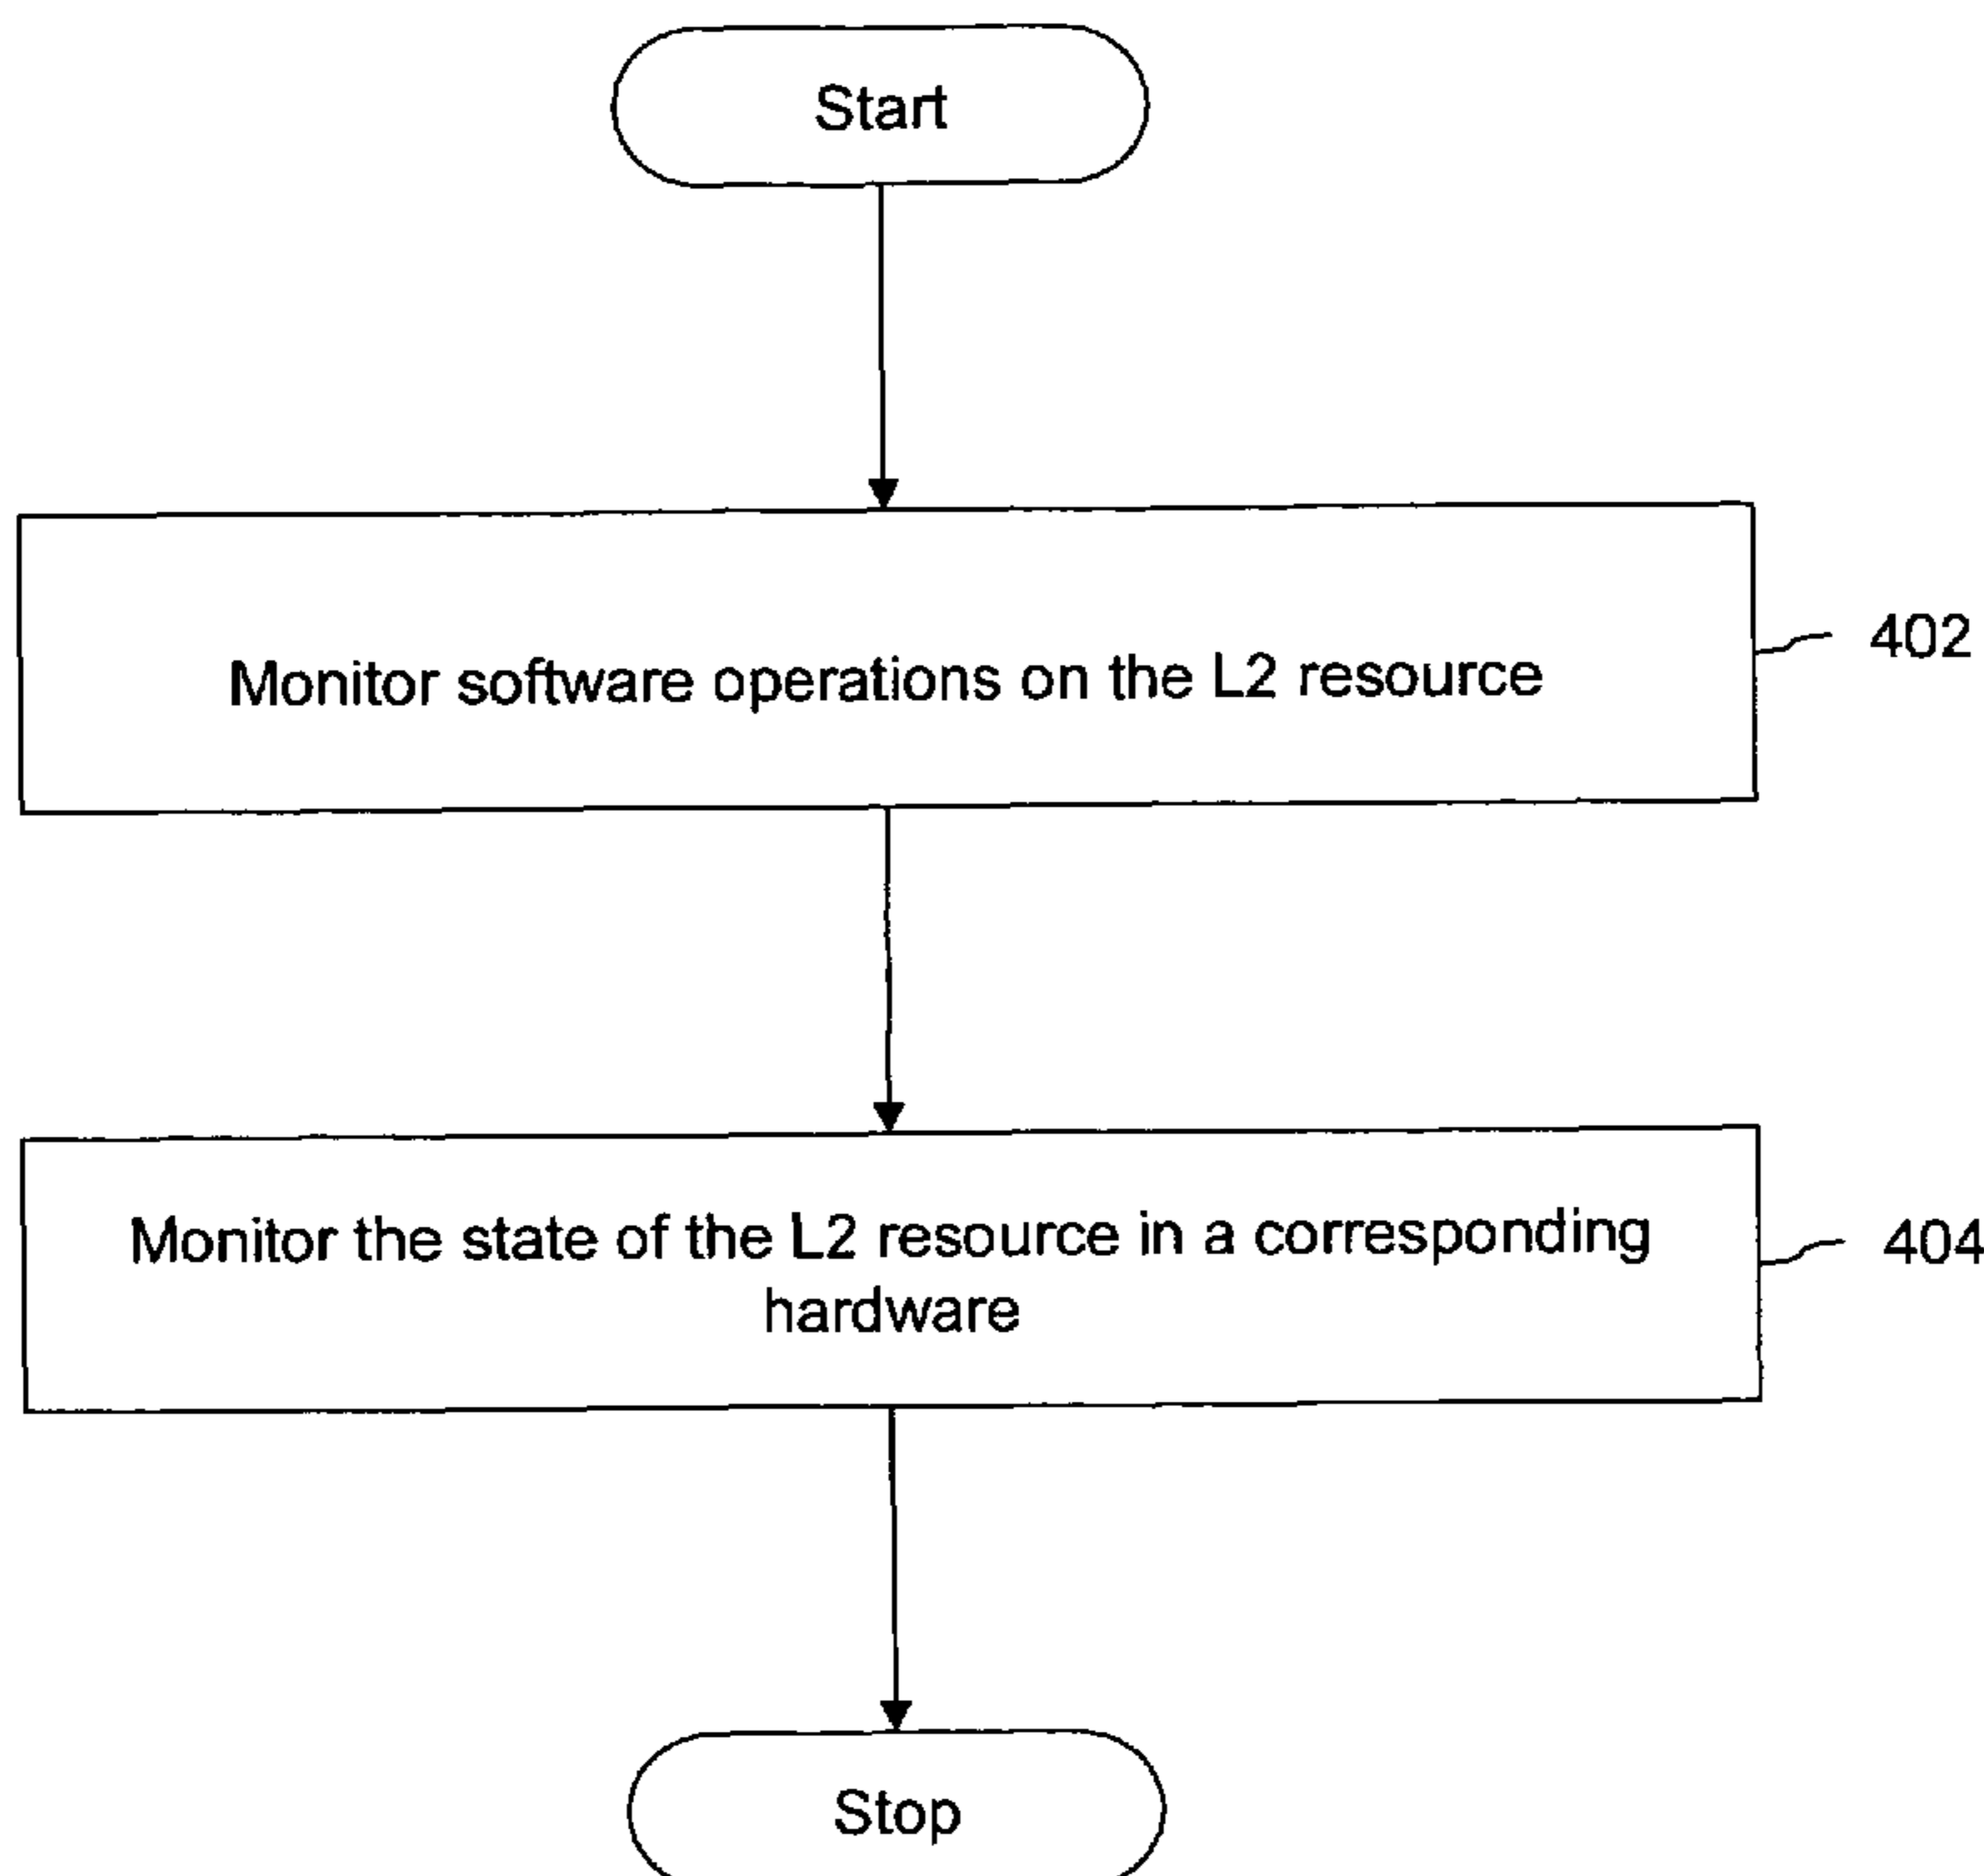 Start
Monitor software operations on the L2 resource
402
Monitor the state of the L2 resource in a corresponding
hardware
404
Stop